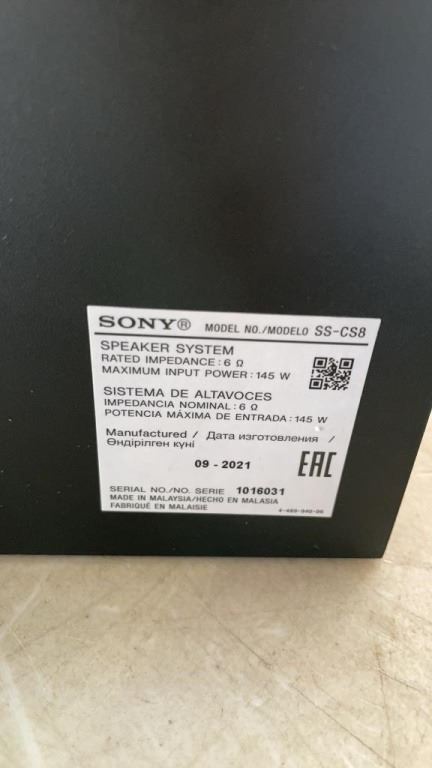 SONY® MODEL NO./MODELO SS-CS8
SPEAKER SYSTEM
RATED IMPEDANCE : 6 Ω
MAXIMUM INPUT POWER : 145 W
SISTEMA DE ALTAVOCES
IMPEDANCIA NOMINAL : 6 Ω
POTENCIA MÁXIMA DE ENTRADA : 145 W
Manufactured / Дата изготовления /
Өндірілген күні
09 - 2021
EAC
SERIAL NO./NO. SERIE 1016031
MADE IN MALAYSIA/HECHO EN MALASIA
FABRIQUÉ EN MALAISIE